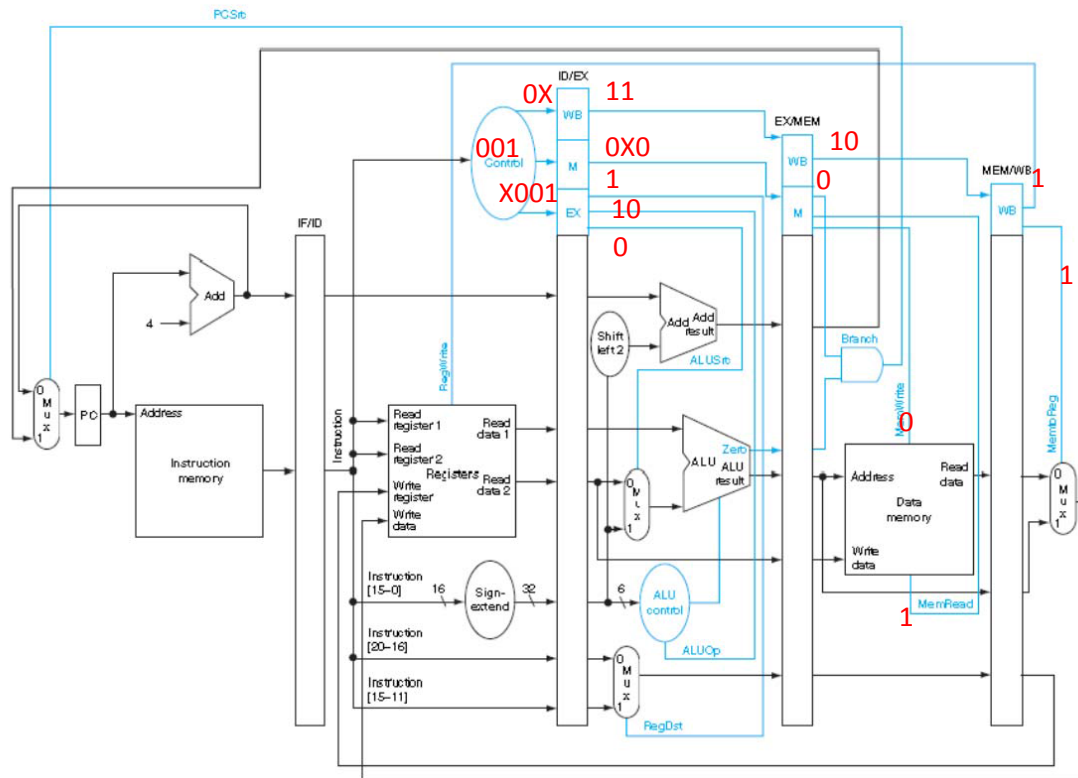 PCSrb
ID/EX
0X
WB
11
EX/MEM
001
Control
M
0X0
WB
10
MEM/WB
X001
EX
1
10
0
M
0
WB
1
IF/ID
0
1
Add
4
Shift
left 2
Add Add
result
Branch
RegWrite
ALUSrb
MemWrite
MemtoReg
0
M
u
x
1
PC
Address
Instruction
memory
Instruction
Read
register 1
Read
register 2
Registers
Write
register
Write
data
Read
data 1
Read
data 2
0
M
u
x
1
ALU
Zero
ALU
result
0
Address
Read
data
Data
memory
Write
data
0
M
u
x
1
Instruction
[15–0]
16
Sign-
extend
32
6
ALU
control
1
MemRead
Instruction
[20–16]
ALUOp
Instruction
[15–11]
0
M
u
x
1
RegDst